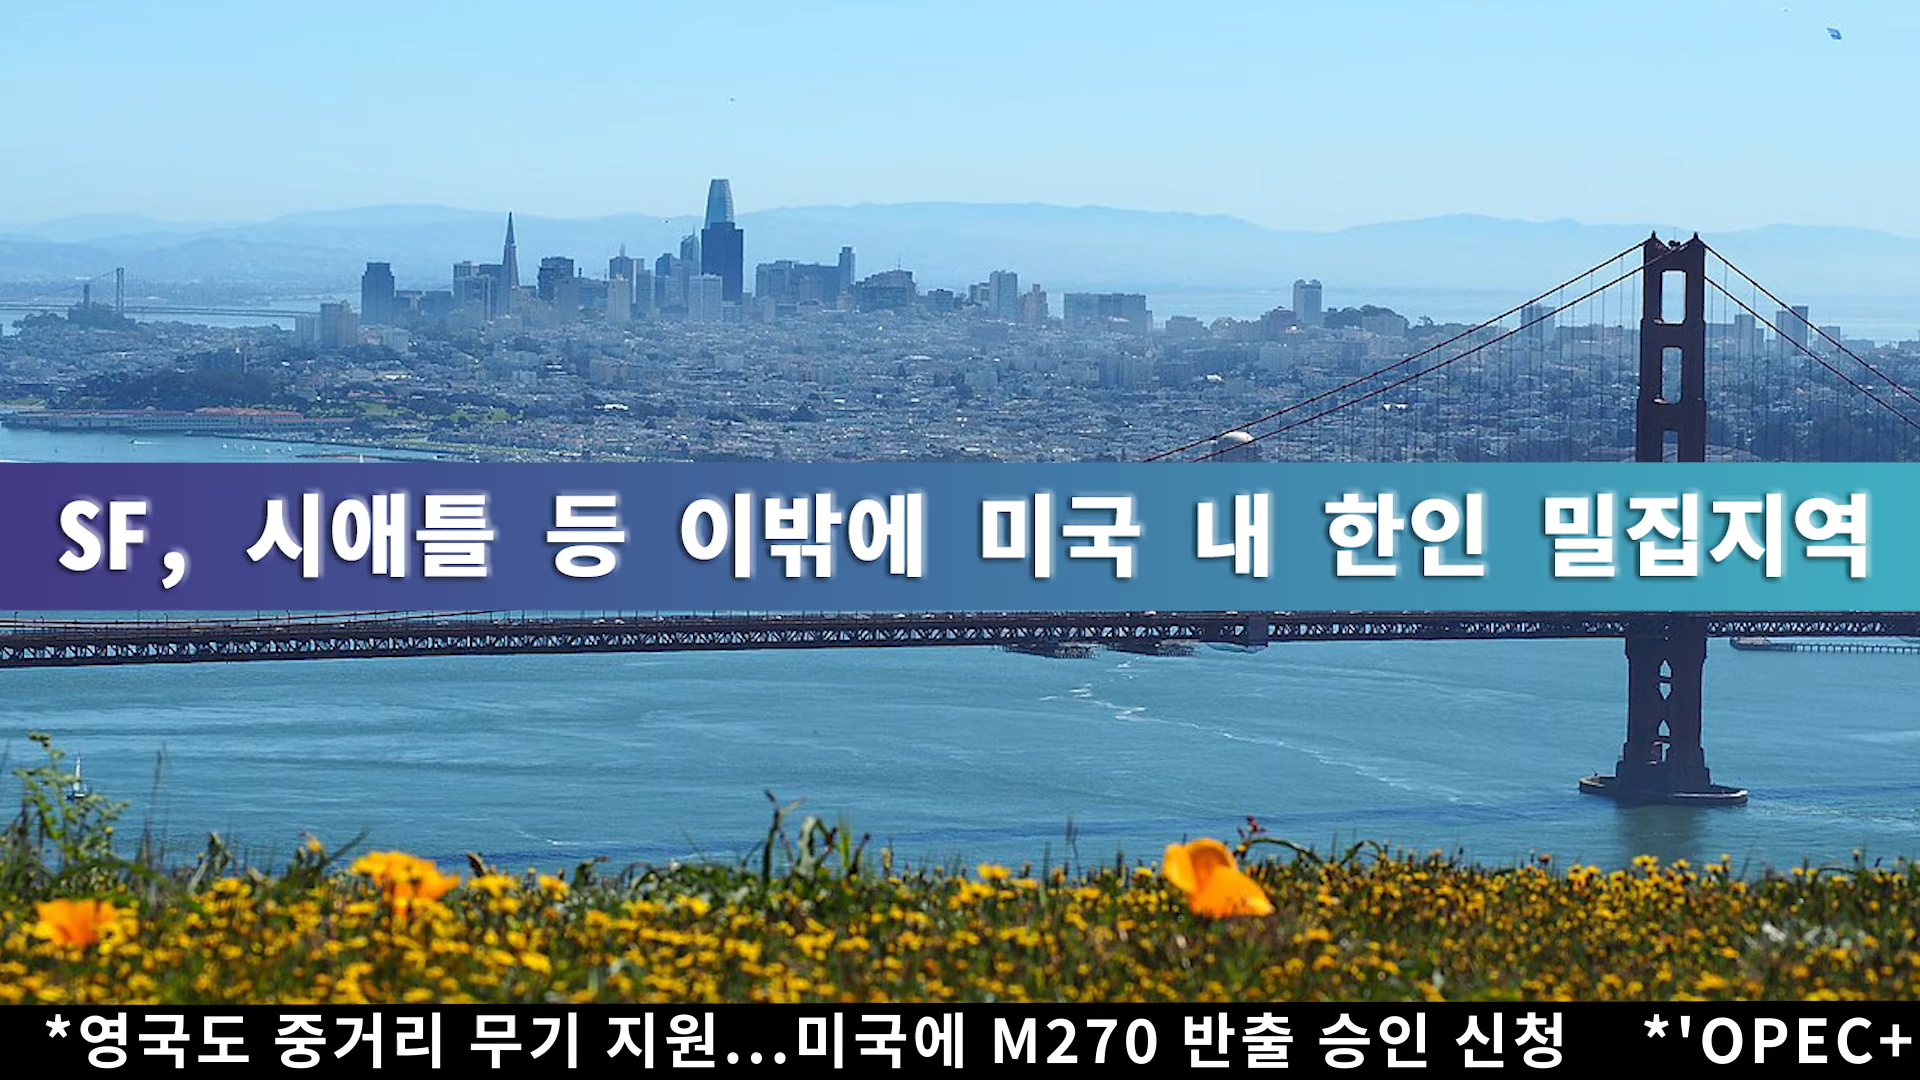 SF, 시애틀 등 이밖에 미국 내 한인 밀집지역
*영국도 중거리 무기 지원...미국에 M270 반출 승인 신청 *'OPEC+